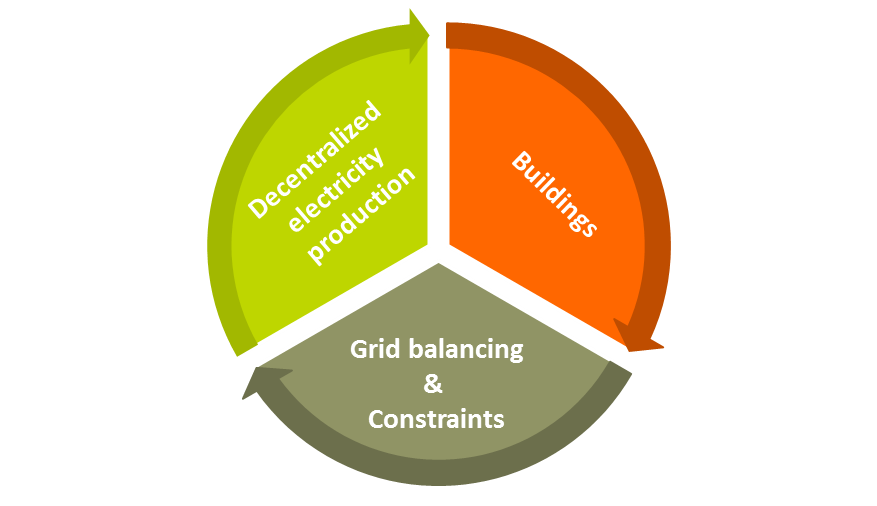 Decentralized
electricity
production
Buildings
Grid balancing
&
Constraints